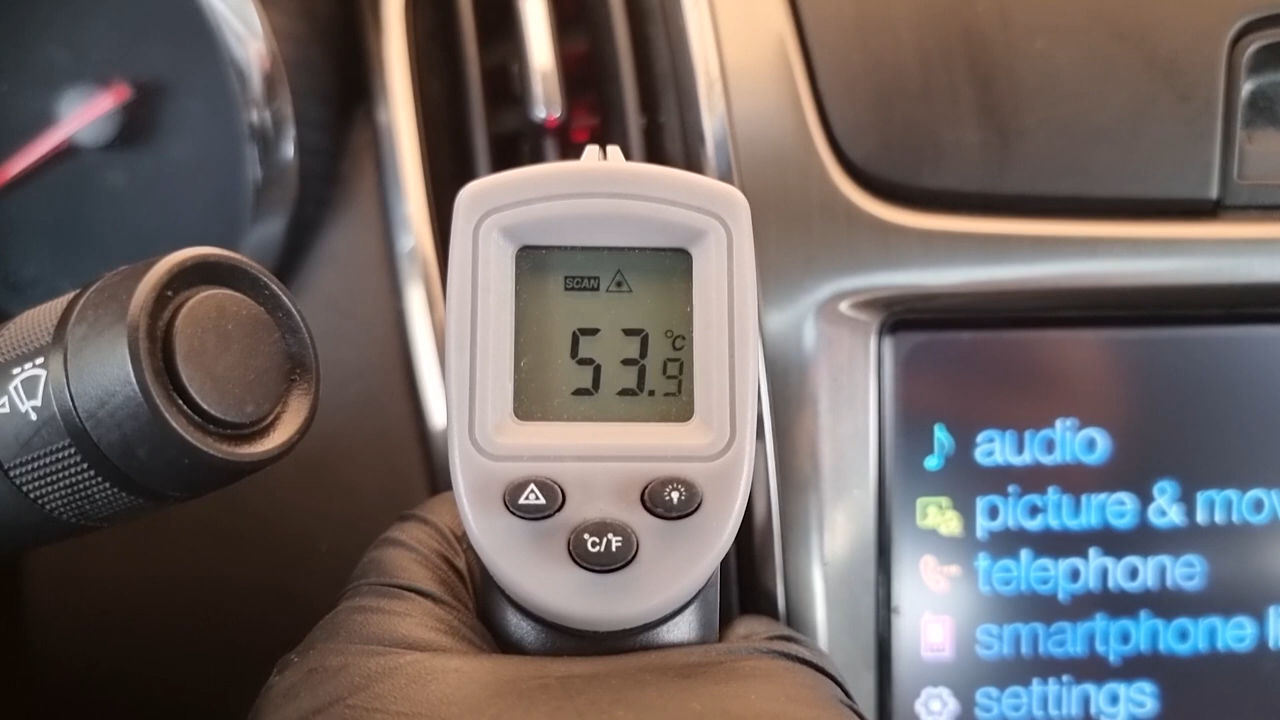 SCAN
53.9 °C
°C/°F
audio
picture & mov
telephone
smartphone l
settings